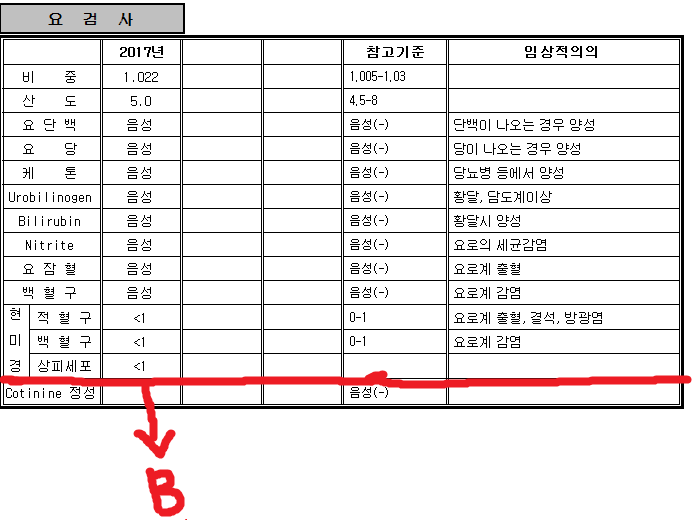 요 검 사
2017년 참고기준 임상적의의
비 중 1.022 1.005-1.03
산 도 5.0 4.5-8
요 단 백 음성 음성(-) 단백이 나오는 경우 양성
요 당 음성 음성(-) 당이 나오는 경우 양성
케 톤 음성 음성(-) 당뇨병 등에서 양성
Urobilinogen 음성 음성(-) 황달, 담도계이상
Bilirubin 음성 음성(-) 황달시 양성
Nitrite 음성 음성(-) 요로의 세균감염
요 잠 혈 음성 음성(-) 요로계 출혈
백 혈 구 음성 음성(-) 요로계 감염
현 미 경
적 혈 구 <1 0-1 요로계 출혈, 결석, 방광염
백 혈 구 <1 0-1 요로계 감염
상피세포 <1
Cotinine 정성 음성(-)
B